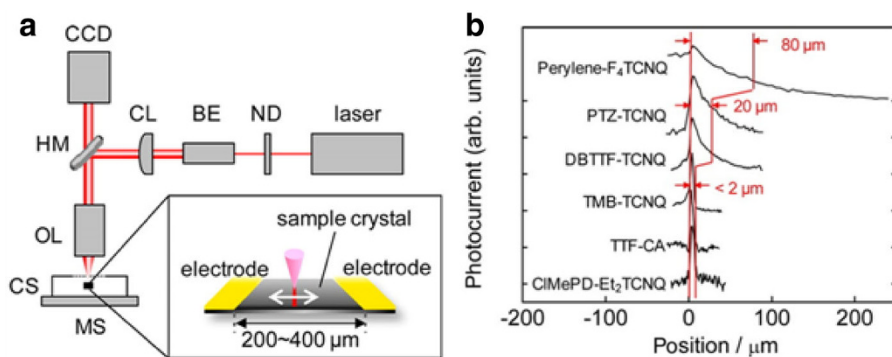 a
CCD
HM
CL
BE
ND
laser
OL
CS
MS
sample crystal
electrode
electrode
200~400 μm
b
Photocurrent (arb. units)
80 μm
Perylene-F₄TCNQ
PTZ-TCNQ
20 μm
DBTTF-TCNQ
< 2 μm
TMB-TCNQ
TTF-CA
ClMePD-Et₂TCNQ
-200 -100 0 100 200
Position / μm